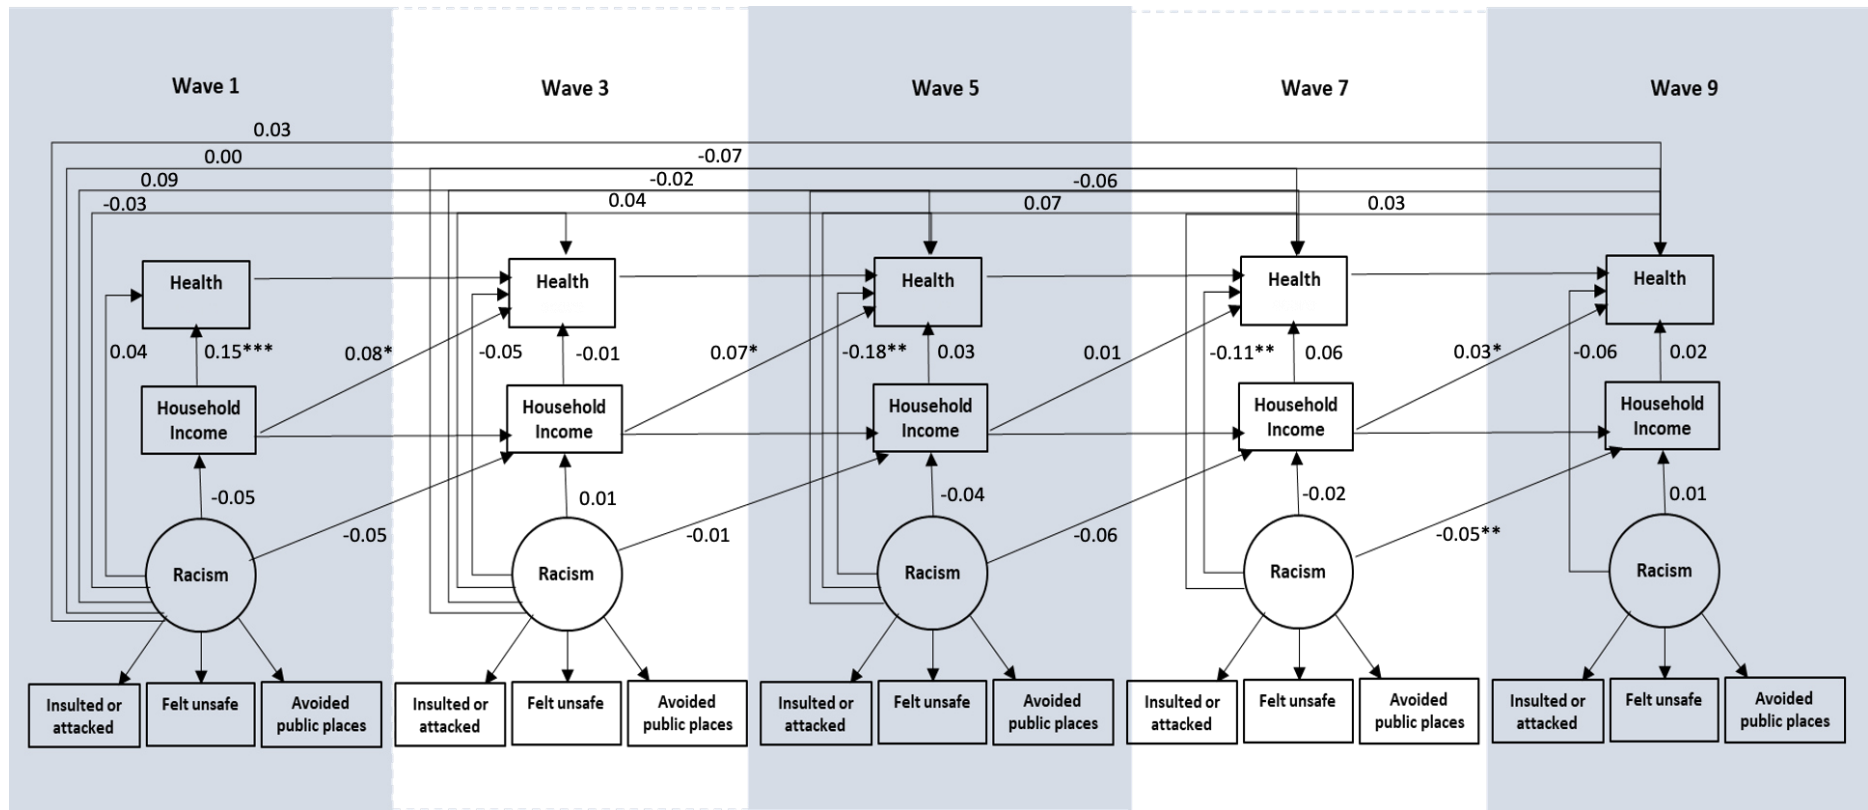 Wave 1
Wave 3
Wave 5
Wave 7
Wave 9
0.03
0.00
-0.07
0.09
-0.02
-0.06
-0.03
0.04
0.07
0.03
Health
Health
Health
Health
Health
0.04
0.15***
0.08*
-0.05
-0.01
0.07*
-0.18**
0.03
0.01
-0.11**
0.06
0.03*
-0.06
0.02
Household
Income
Household
Income
Household
Income
Household
Income
Household
Income
-0.05
0.01
-0.04
-0.02
0.01
-0.05
-0.01
-0.06
-0.05**
Racism
Racism
Racism
Racism
Racism
Insulted or
attacked
Felt unsafe
Avoided
public places
Insulted or
attacked
Felt unsafe
Avoided
public places
Insulted or
attacked
Felt unsafe
Avoided
public places
Insulted or
attacked
Felt unsafe
Avoided
public places
Insulted or
attacked
Felt unsafe
Avoided
public places